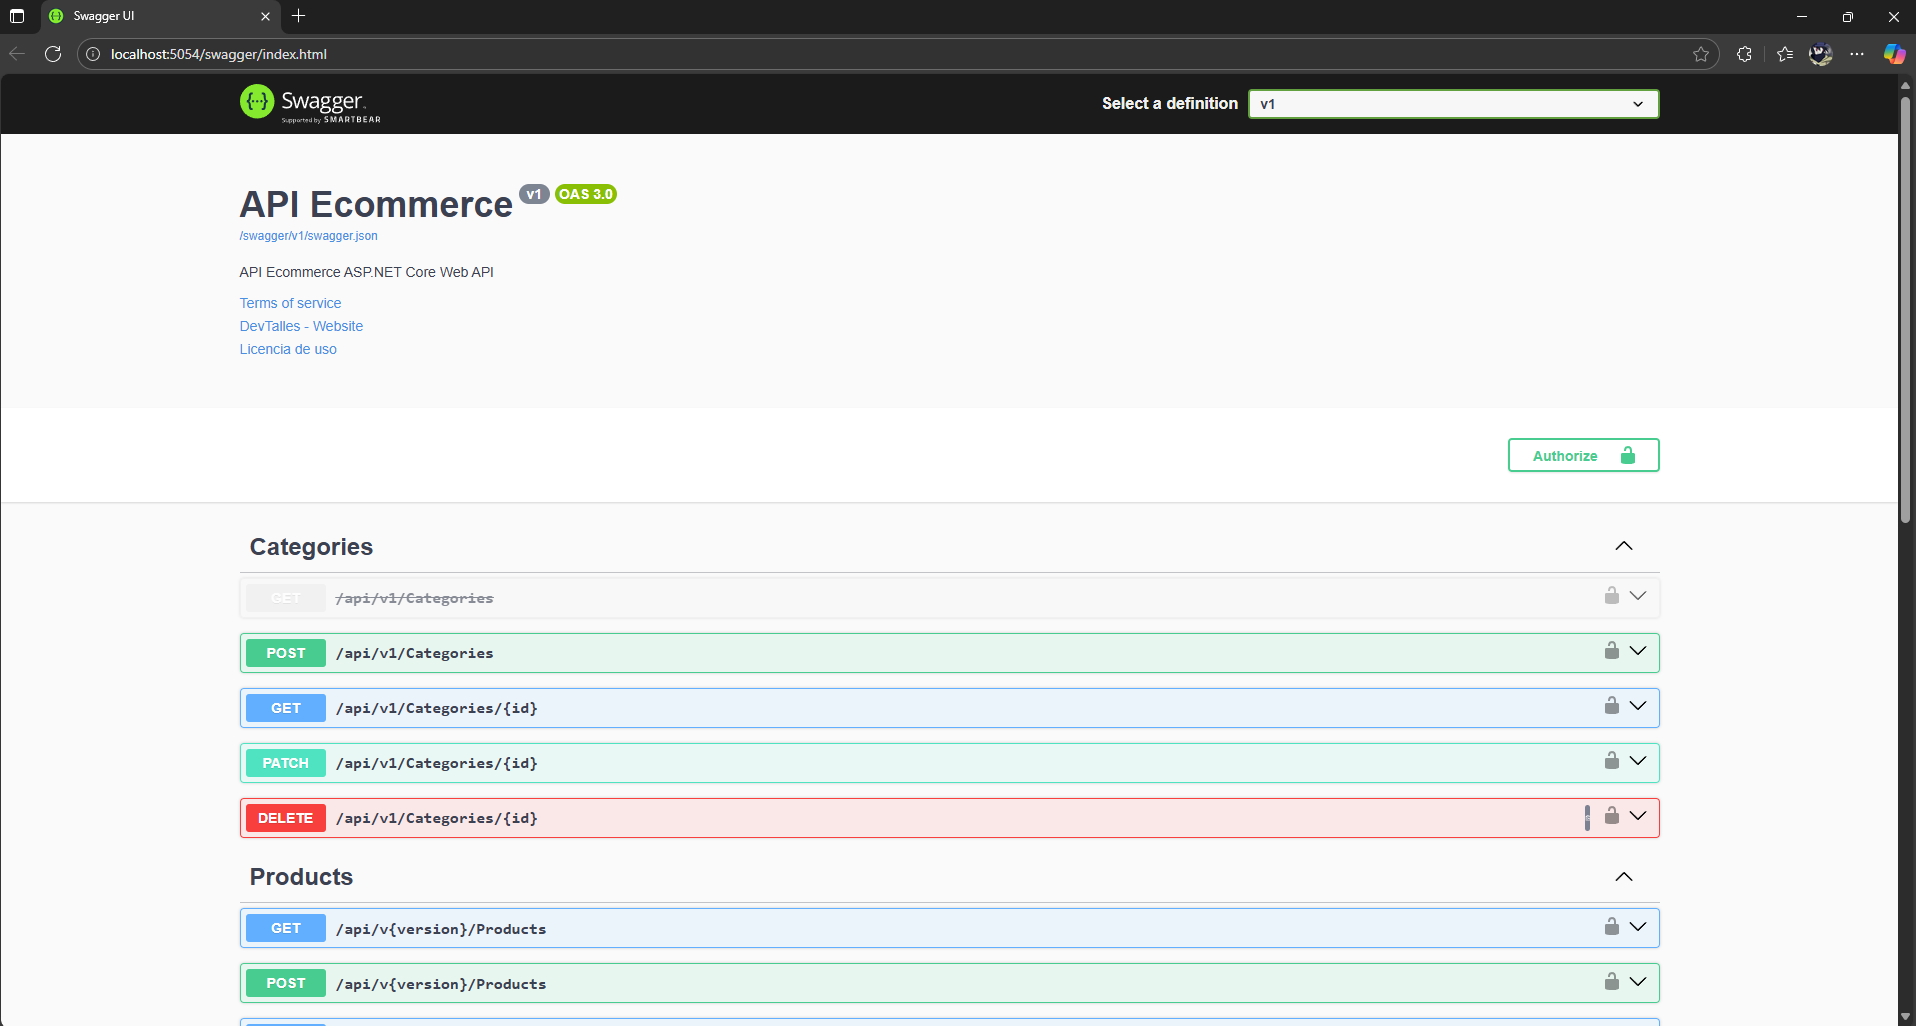 Swagger UI
localhost:5054/swagger/index.html
Swagger
Supported by SMARTBEAR
Select a definition
v1
API Ecommerce v1 OAS 3.0
/swagger/v1/swagger.json
API Ecommerce ASP.NET Core Web API
Terms of service
DevTalles - Website
Licencia de uso
Authorize
Categories
GET /api/v1/Categories
POST /api/v1/Categories
GET /api/v1/Categories/{id}
PATCH /api/v1/Categories/{id}
DELETE /api/v1/Categories/{id}
Products
GET /api/v{version}/Products
POST /api/v{version}/Products